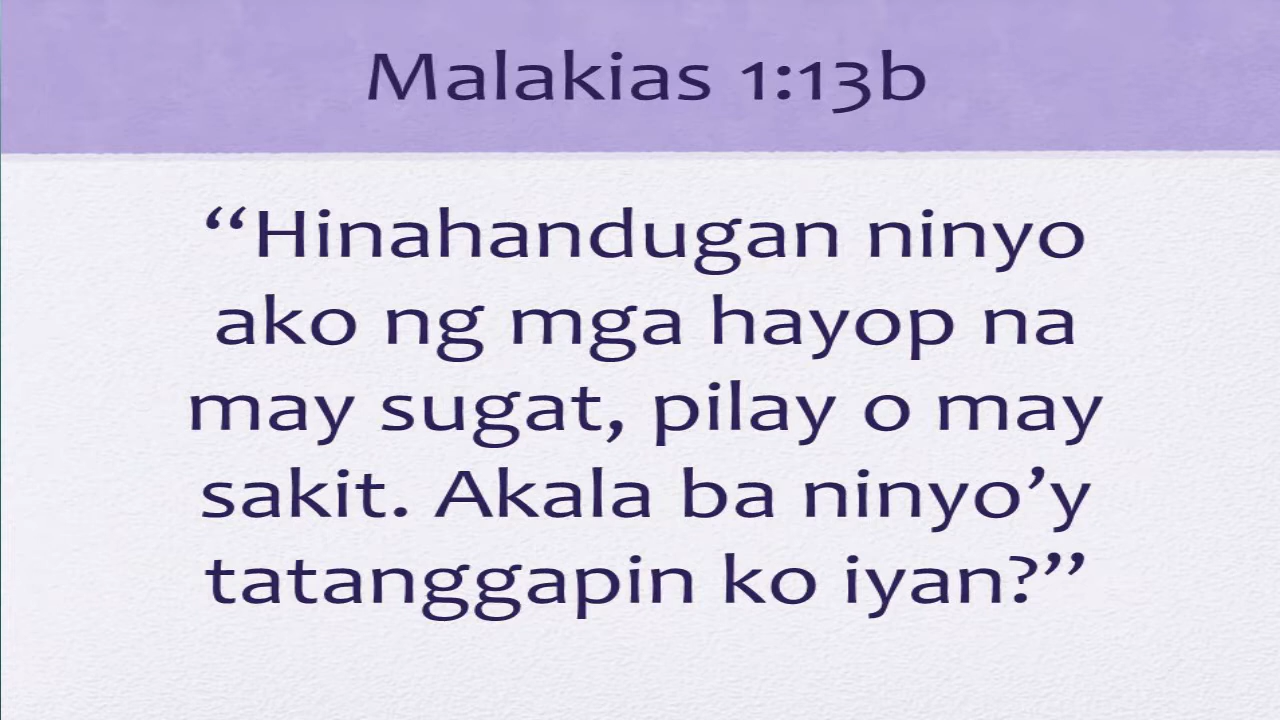 Malakias 1:13b
“Hinahandugan ninyo
ako ng mga hayop na
may sugat, pilay o may
sakit. Akala ba ninyo’y
tatanggapin ko iyan?”